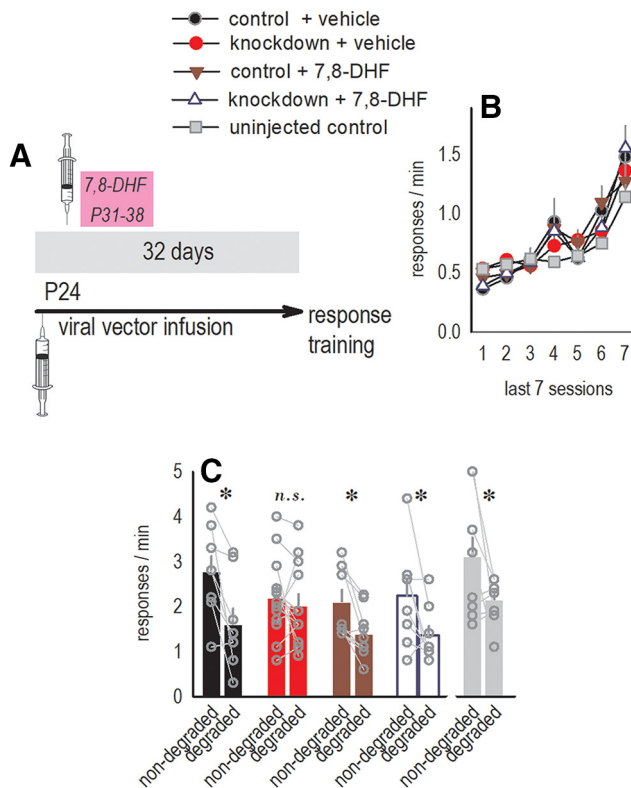 control + vehicle
knockdown + vehicle
control + 7,8-DHF
knockdown + 7,8-DHF
uninjected control
A
7,8-DHF
P31-38
32 days
P24
viral vector infusion
response
training
B
responses / min
1.5
1.0
0.5
0.0
1 2 3 4 5 6 7
last 7 sessions
C
responses / min
5
4
3
2
1
0
* n.s. * * *
non-degraded degraded non-degraded degraded non-degraded degraded non-degraded degraded non-degraded degraded